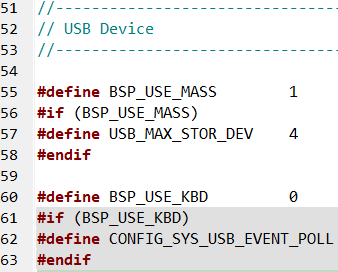 51 //--------------------------------
52 // USB Device
53 //--------------------------------
54
55 #define BSP_USE_MASS        1
56 #if (BSP_USE_MASS)
57 #define USB_MAX_STOR_DEV    4
58 #endif
59
60 #define BSP_USE_KBD         0
61 #if (BSP_USE_KBD)
62 #define CONFIG_SYS_USB_EVENT_POLL
63 #endif